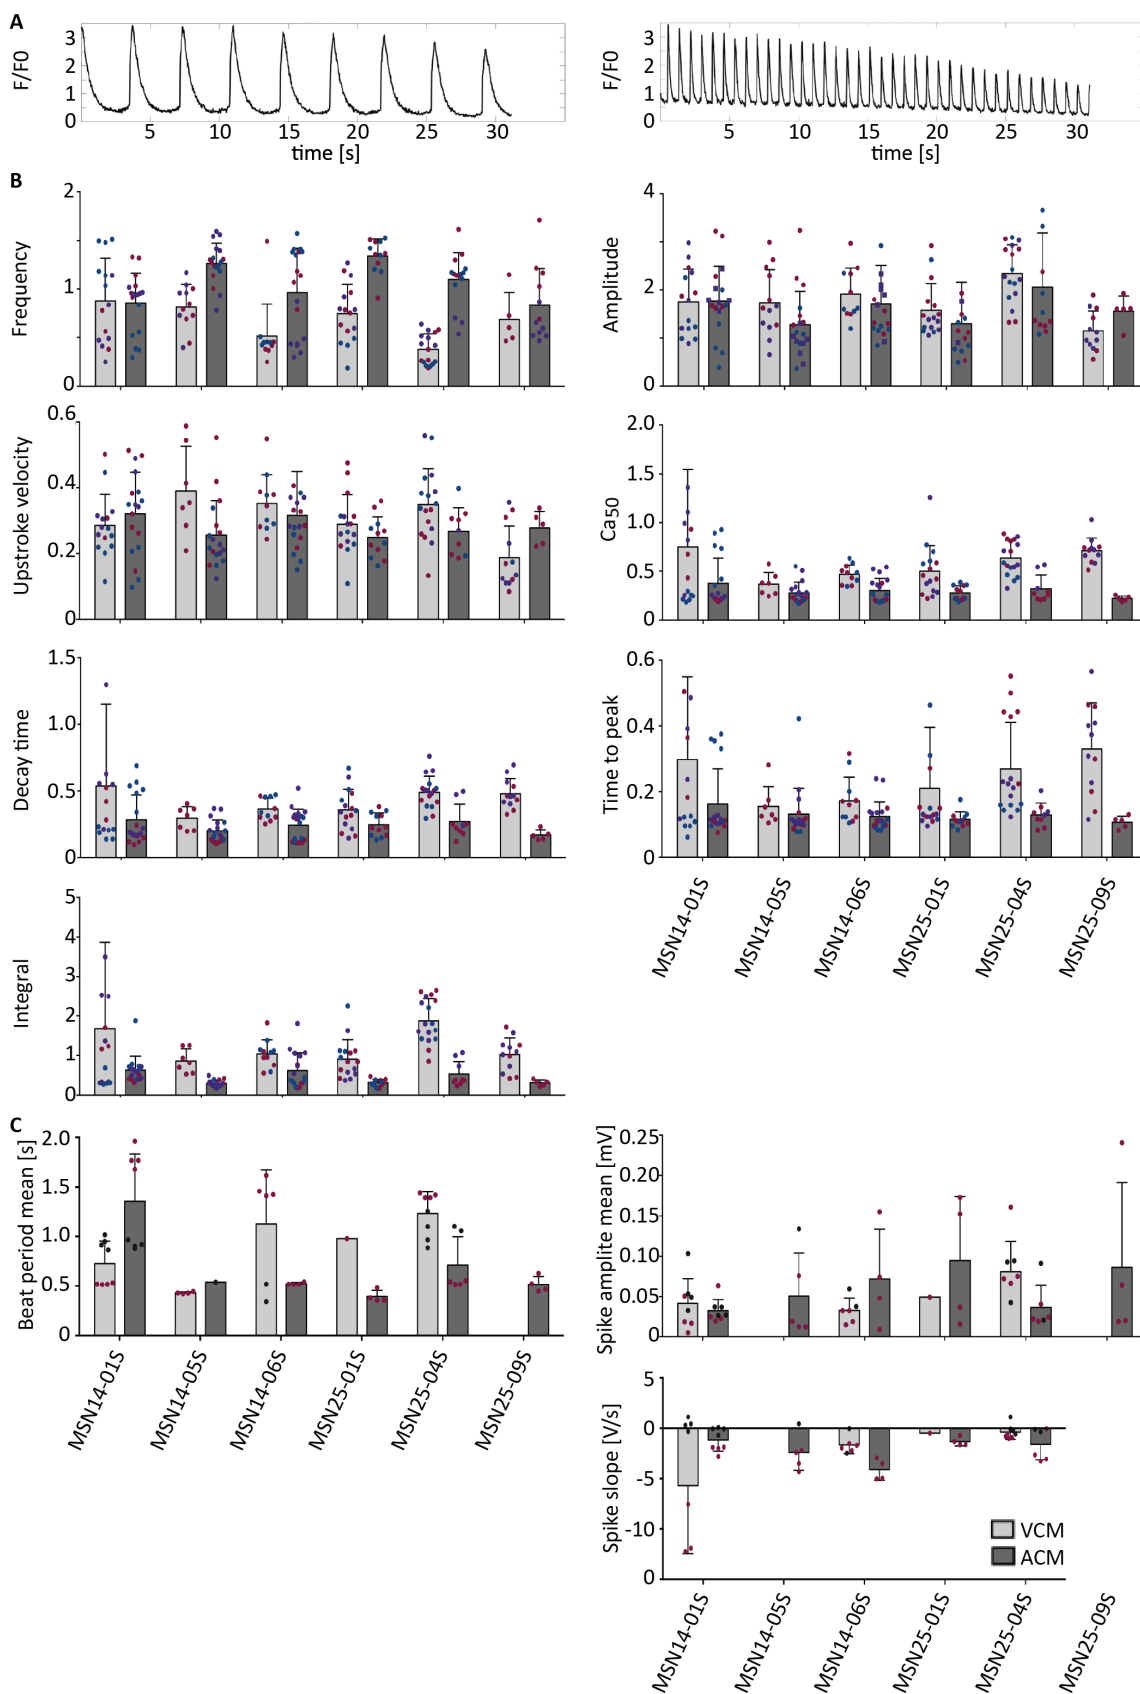 A
F/F0
3
2
1
0
5
10
15
20
25
30
time [s]
F/F0
3
2
1
0
5
10
15
20
25
30
time [s]
B
Frequency
2
1
0
Amplitude
4
2
0
Upstroke velocity
0.6
0.4
0.2
0
Ca50
2.0
1.5
1.0
0.5
0
Decay time
1.5
1.0
0.5
0
Time to peak
0.6
0.4
0.2
0
MSN14-01S
MSN14-05S
MSN14-06S
MSN25-01S
MSN25-04S
MSN25-09S
Integral
5
4
3
2
1
0
C
Beat period mean [s]
2.0
1.5
1.0
0.5
0
MSN14-01S
MSN14-05S
MSN14-06S
MSN25-01S
MSN25-04S
MSN25-09S
Spike amplite mean [mV]
0.25
0.20
0.15
0.10
0.05
0
Spike slope [V/s]
5
0
-5
-10
0
VCM
ACM
MSN14-01S
MSN14-05S
MSN14-06S
MSN25-01S
MSN25-04S
MSN25-09S